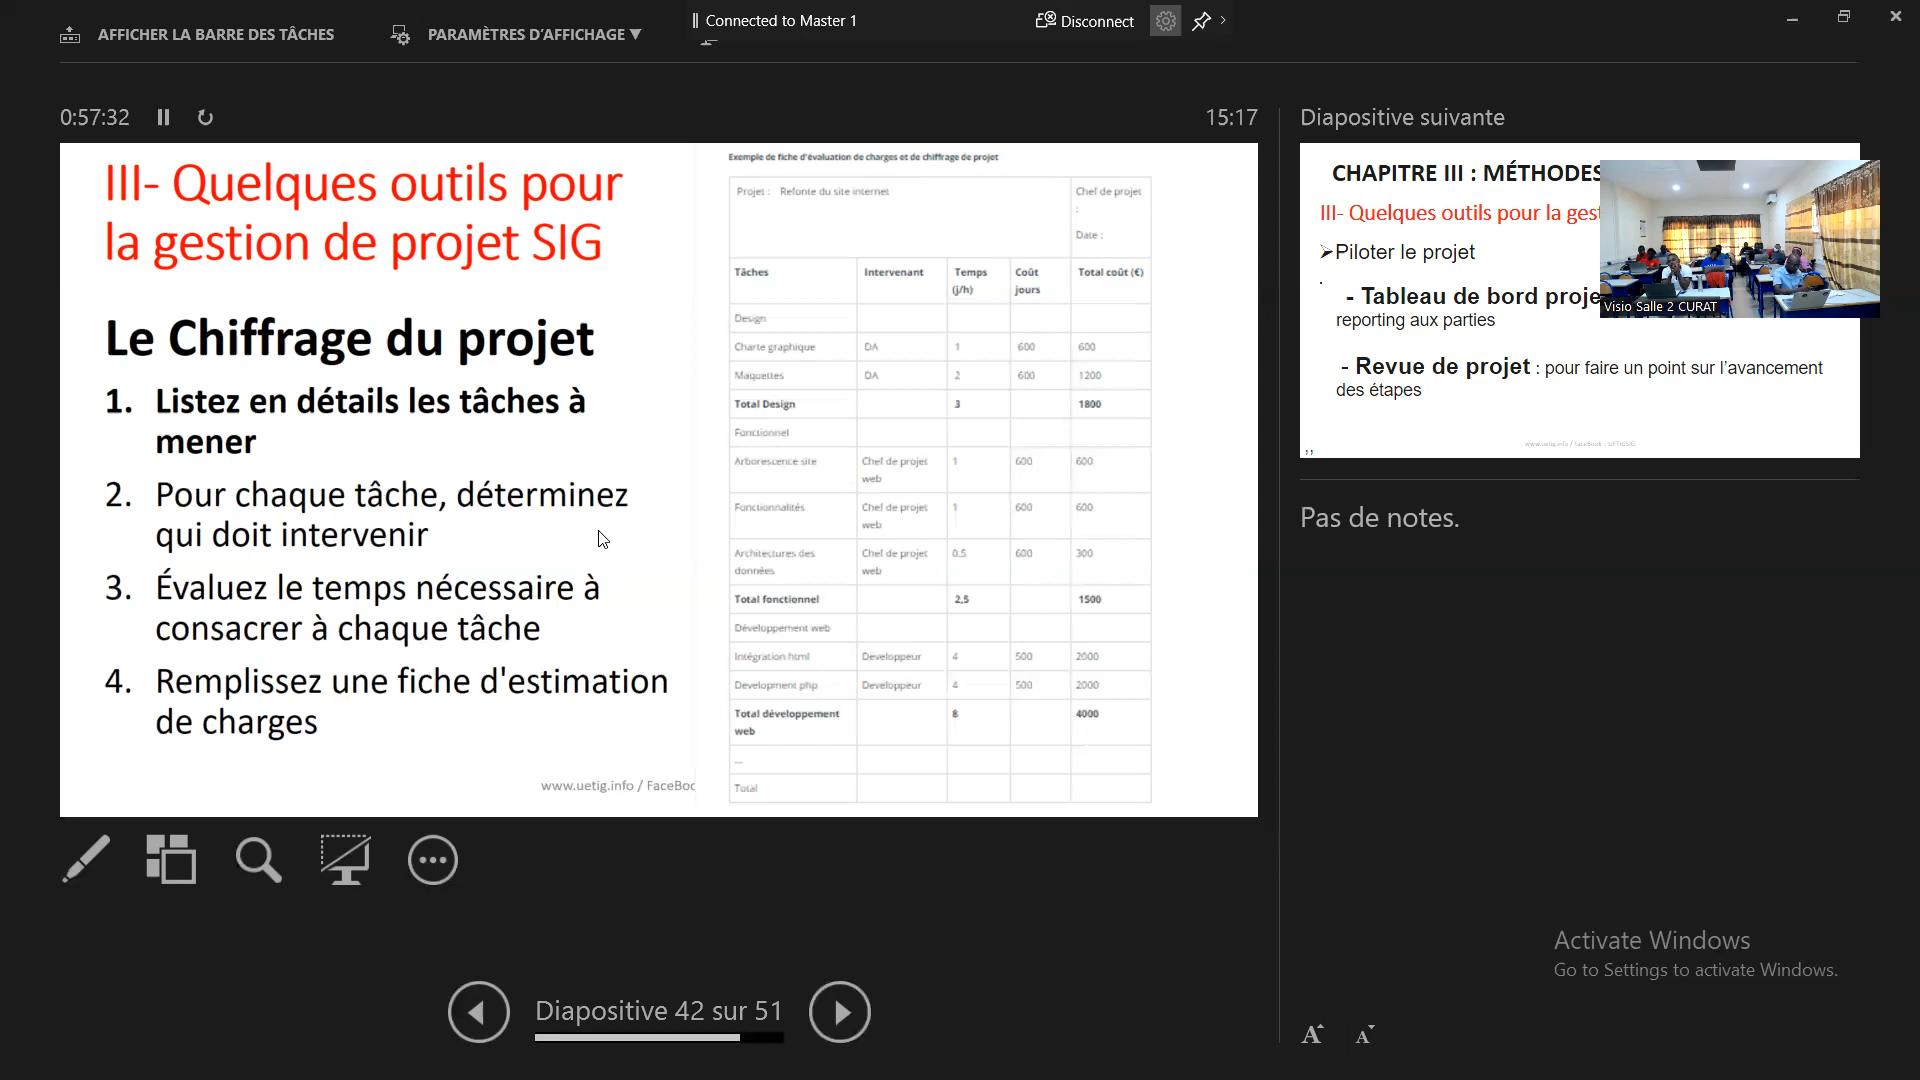 AFFICHER LA BARRE DES TÂCHES
PARAMÈTRES D'AFFICHAGE ▼
Connected to Master 1
Disconnect
0:57:32
15:17
Diapositive suivante
III- Quelques outils pour
la gestion de projet SIG
Le Chiffrage du projet
1. Listez en détails les tâches à
mener
2. Pour chaque tâche, déterminez
qui doit intervenir
3. Évaluez le temps nécessaire à
consacrer à chaque tâche
4. Remplissez une fiche d'estimation
de charges
www.uetig.info / FaceBoo
Exemple de fiche d'évaluation de charges et de chiffrage de projet
Projet : Refonte du site internet
Chef de projet
:
Date :
Tâches Intervenant Temps (j/h) Coût jours Total coût (€)
Design
Charte graphique DA 1 600 600
Maquettes DA 2 600 1200
Total Design 3 1800
Fonctionnel
Arborescence site Chef de projet web 1 600 600
Fonctionnalités Chef de projet web 1 600 600
Architectures des données Chef de projet web 0,5 600 300
Total fonctionnel 2,5 1500
Développement web
Intégration html Developpeur 4 500 2000
Development php Developpeur 4 500 2000
Total développement web 8 4000
...
Total
CHAPITRE III : MÉTHODES
III- Quelques outils pour la gest
➢Piloter le projet
- Tableau de bord proje
reporting aux parties
- Revue de projet : pour faire un point sur l'avancement
des étapes
www.uetig.info / FaceBook : UETIGSIG
,,
Visio Salle 2 CURAT
Pas de notes.
Activate Windows
Go to Settings to activate Windows.
Diapositive 42 sur 51
A A